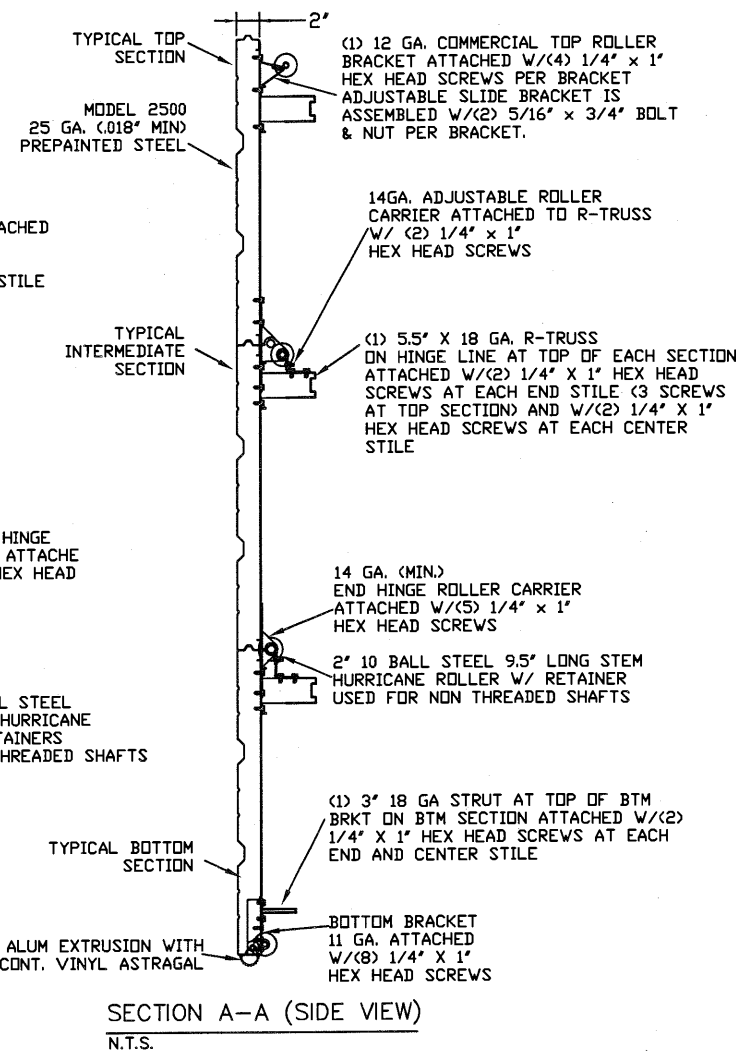 2"
TYPICAL TOP
SECTION
(1) 12 GA. COMMERCIAL TOP ROLLER
BRACKET ATTACHED W/(4) 1/4" x 1"
HEX HEAD SCREWS PER BRACKET
ADJUSTABLE SLIDE BRACKET IS
ASSEMBLED W/(2) 5/16" x 3/4" BOLT
& NUT PER BRACKET.
MODEL 2500
25 GA. (.018" MIN)
PREPAINTED STEEL
14GA. ADJUSTABLE ROLLER
CARRIER ATTACHED TO R-TRUSS
W/ (2) 1/4" x 1"
HEX HEAD SCREWS
ACHED
STILE
TYPICAL
INTERMEDIATE
SECTION
(1) 5.5" X 18 GA. R-TRUSS
ON HINGE LINE AT TOP OF EACH SECTION
ATTACHED W/(2) 1/4" X 1" HEX HEAD
SCREWS AT EACH END STILE (3 SCREWS
AT TOP SECTION) AND W/(2) 1/4" X 1"
HEX HEAD SCREWS AT EACH CENTER
STILE
HINGE
ATTACHE
HEX HEAD
14 GA. (MIN.)
END HINGE ROLLER CARRIER
ATTACHED W/(5) 1/4" x 1"
HEX HEAD SCREWS
2" 10 BALL STEEL 9.5" LONG STEM
HURRICANE ROLLER W/ RETAINER
USED FOR NON THREADED SHAFTS
L STEEL
HURRICANE
TAINERS
HREADED SHAFTS
(1) 3" 18 GA STRUT AT TOP OF BTM
BRKT ON BTM SECTION ATTACHED W/(2)
1/4" X 1" HEX HEAD SCREWS AT EACH
END AND CENTER STILE
TYPICAL BOTTOM
SECTION
BOTTOM BRACKET
11 GA. ATTACHED
W/(8) 1/4" X 1"
HEX HEAD SCREWS
ALUM EXTRUSION WITH
CONT. VINYL ASTRAGAL
SECTION A-A (SIDE VIEW)
N.T.S.